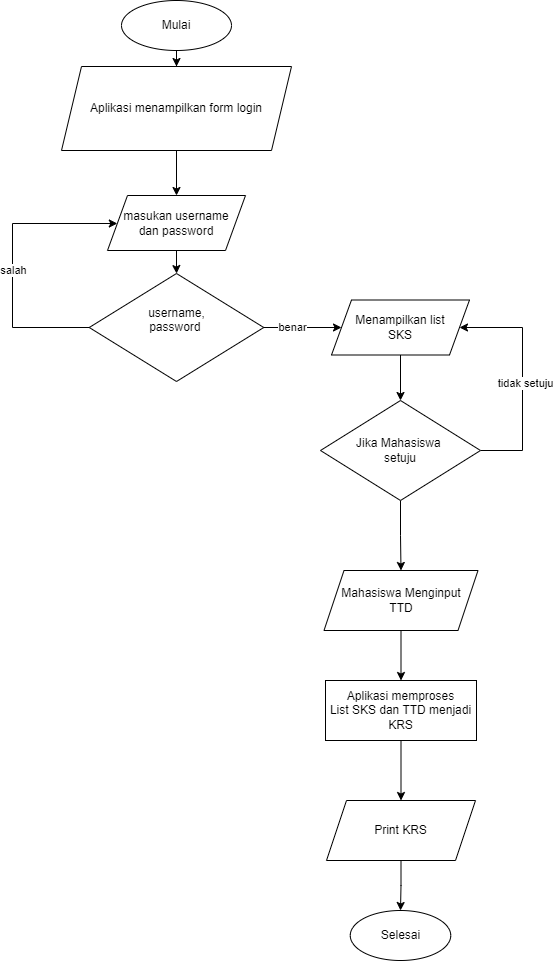 Mulai
Aplikasi menampilkan form login
masukan username
dan password
salah
username,
password
benar
Menampilkan list
SKS
tidak setuju
Jika Mahasiswa
setuju
Mahasiswa Menginput
TTD
Aplikasi memproses
List SKS dan TTD menjadi
KRS
Print KRS
Selesai